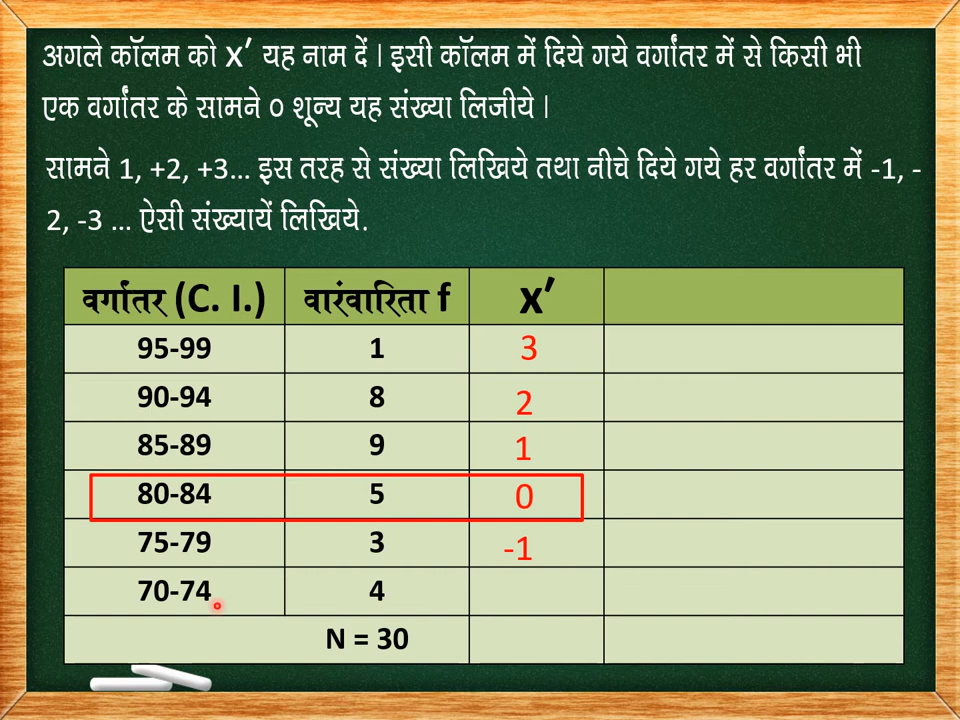 अगले कॉलम को x′ यह नाम दें | इसी कॉलम में दिये गये वर्गांतर में से किसी भी
एक वर्गांतर के सामने ० शून्य यह संख्या लिजीये |
सामने 1, +2, +3... इस तरह से संख्या लिखिये तथा नीचे दिये गये हर वर्गांतर में -1, -
2, -3 ... ऐसी संख्यायें लिखिये.
वर्गांतर (C. I.) वारंवारिता f x′
95-99 1 3
90-94 8 2
85-89 9 1
80-84 5 0
75-79 3 -1
70-74 4
N = 30